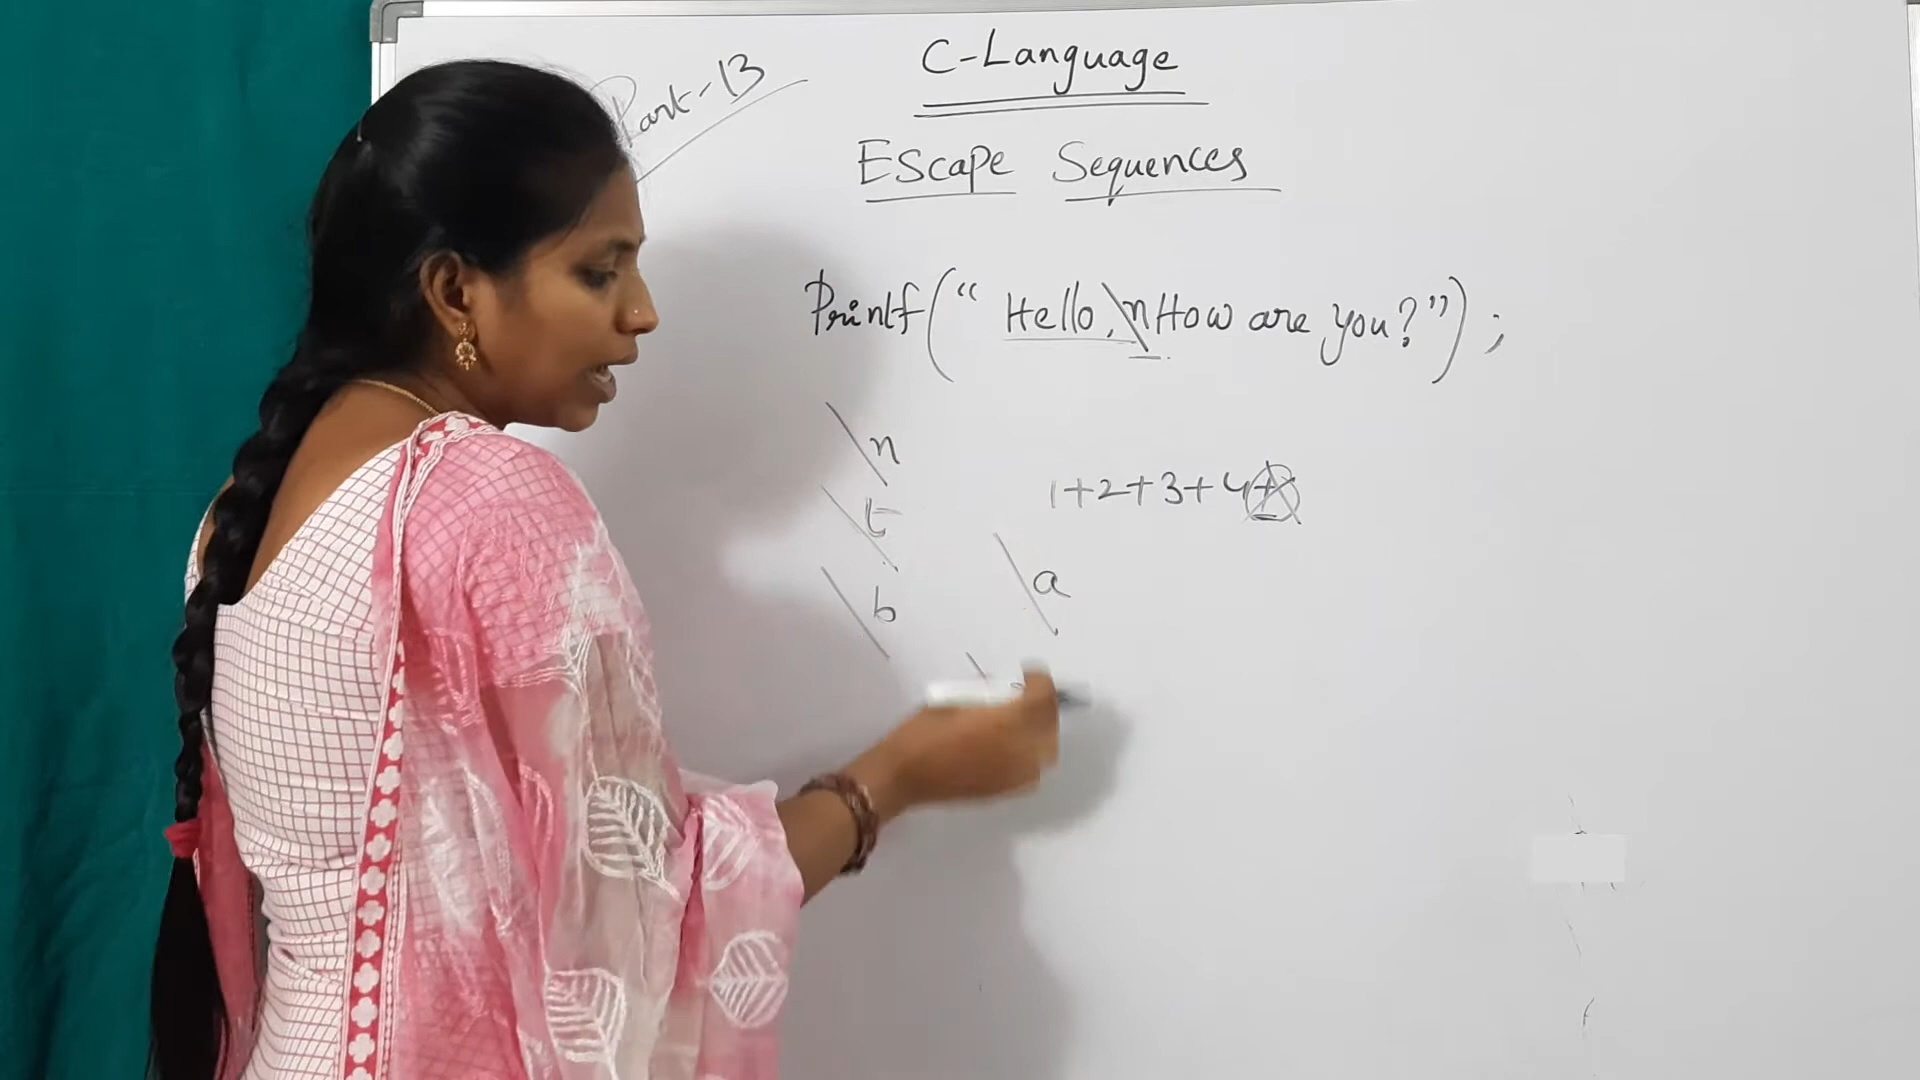 Part-13
C-Language
Escape Sequences
Printf(“ Hello,\nHow are you?”);
\n
1+2+3+4+
\t
\a
\b